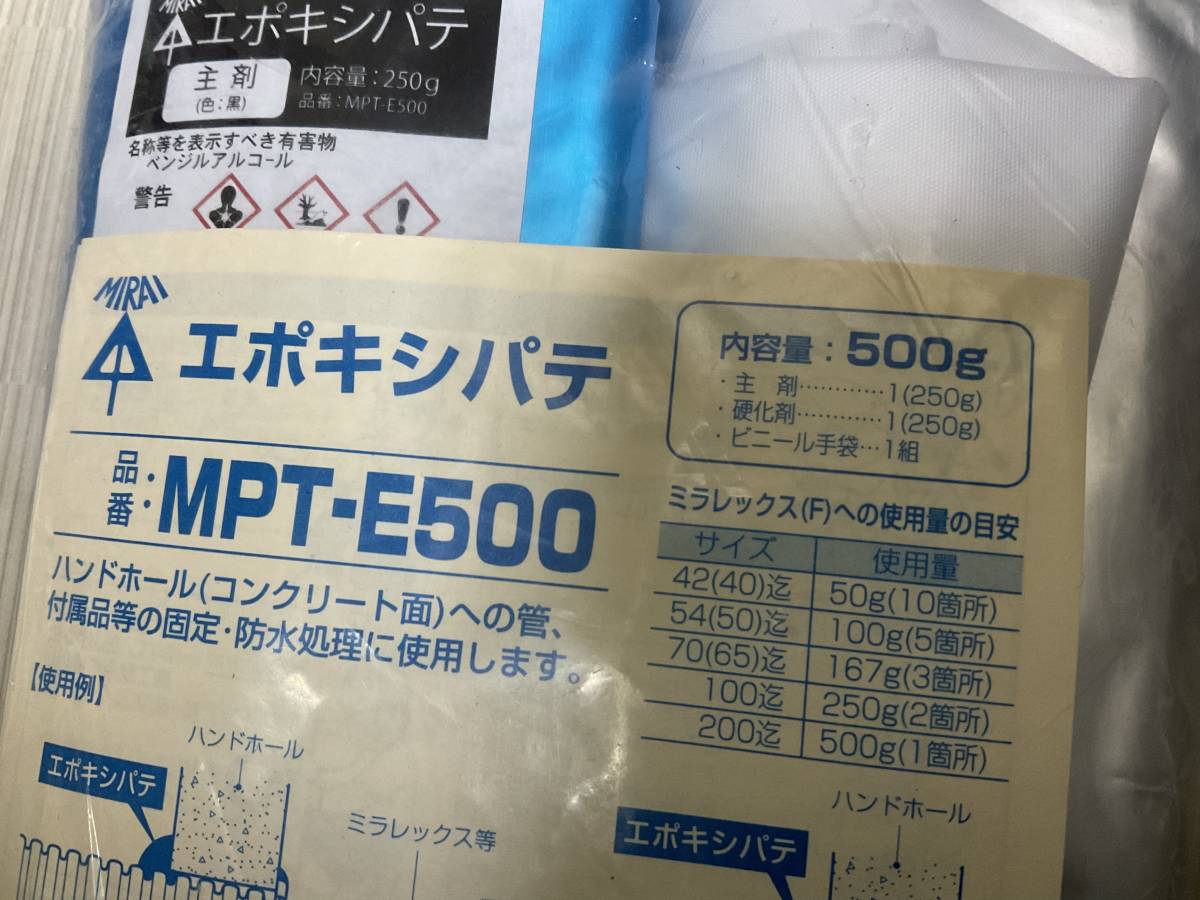 MIRAI
エポキシパテ
主剤
(色:黒)
内容量:250g
品番:MPT-E500
名称等を表示すべき有害物
ベンジルアルコール
警告
MIRAI
エポキシパテ
品番:
MPT-E500
ハンドホール(コンクリート面)への管、
付属品等の固定・防水処理に使用します。
【使用例】
内容量:500g
・主 剤…………1(250g)
・硬化剤…………1(250g)
・ビニール手袋…1組
ミラレックス(F)への使用量の目安
サイズ 使用量
42(40)迄 50g(10箇所)
54(50)迄 100g(5箇所)
70(65)迄 167g(3箇所)
100迄 250g(2箇所)
200迄 500g(1箇所)
ハンドホール
エポキシパテ
ミラレックス等
ハンドホール
エポキシパテ